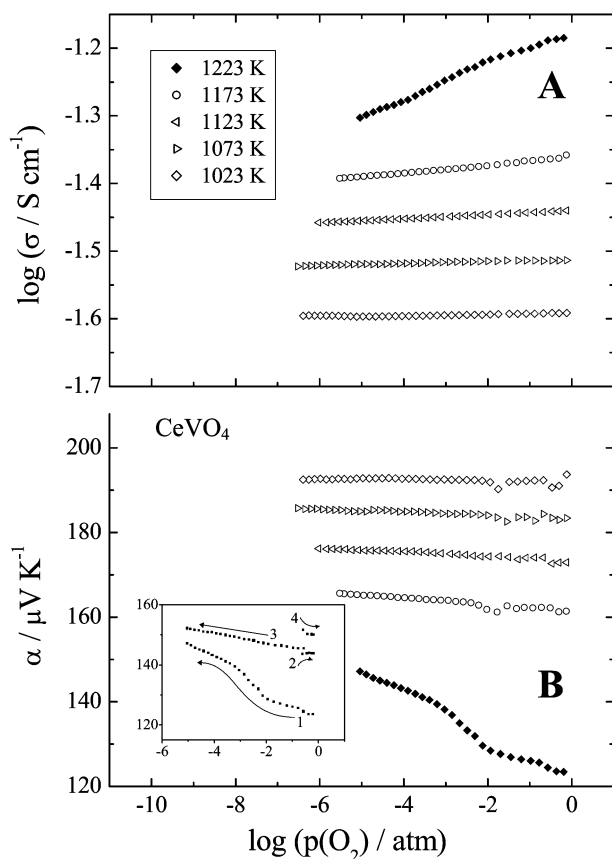 -1.2
-1.3
-1.4
-1.5
-1.6
-1.7
log (σ / S cm⁻¹)
1223 K
1173 K
1123 K
1073 K
1023 K
A
CeVO₄
200
180
160
140
120
α / μV K⁻¹
B
160
150
140
130
120
-6 -4 -2 0
4
3
2
1
-10 -8 -6 -4 -2 0
log (p(O₂) / atm)